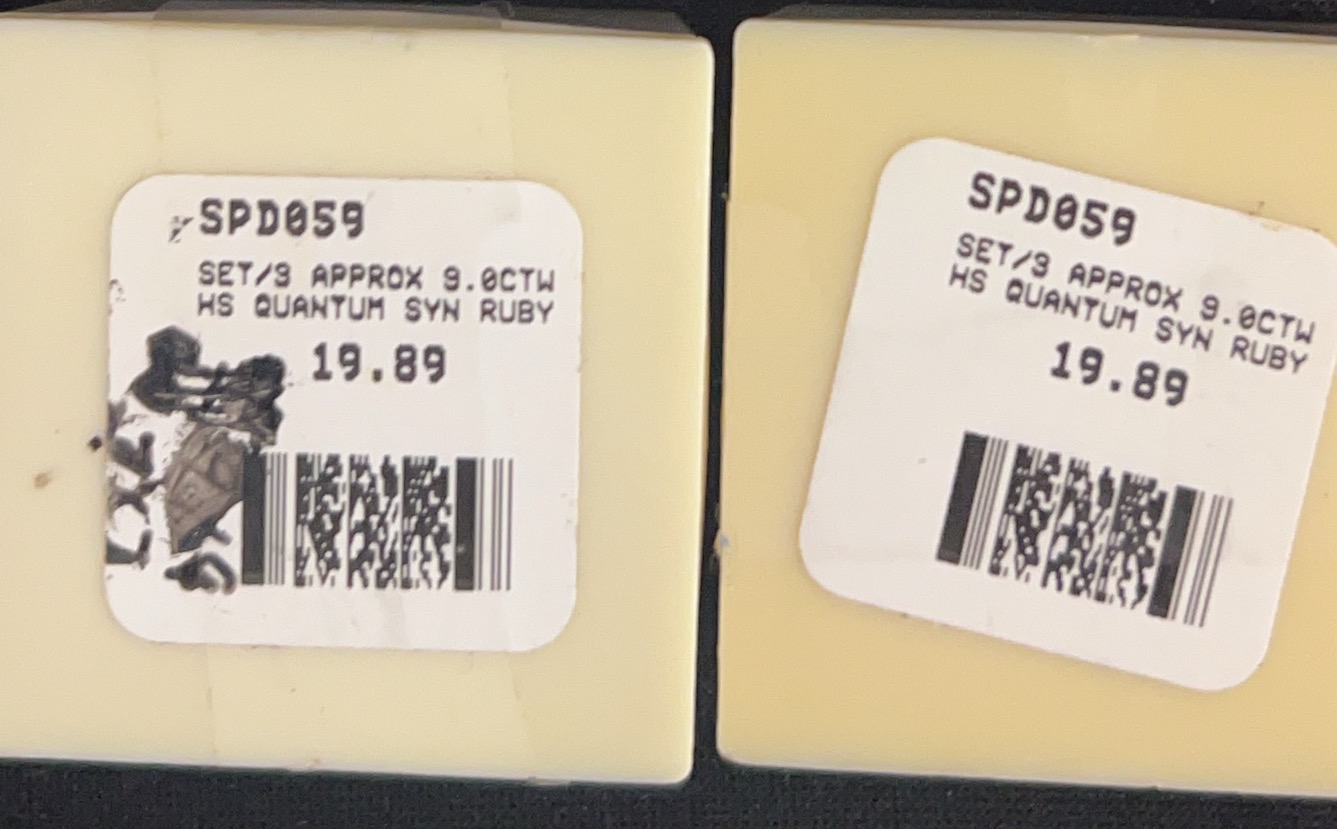 SPD059
SET/3 APPROX 9.0CTW
HS QUANTUM SYN RUBY
19.89
SPD059
SET/3 APPROX 9.0CTW
HS QUANTUM SYN RUBY
19.89